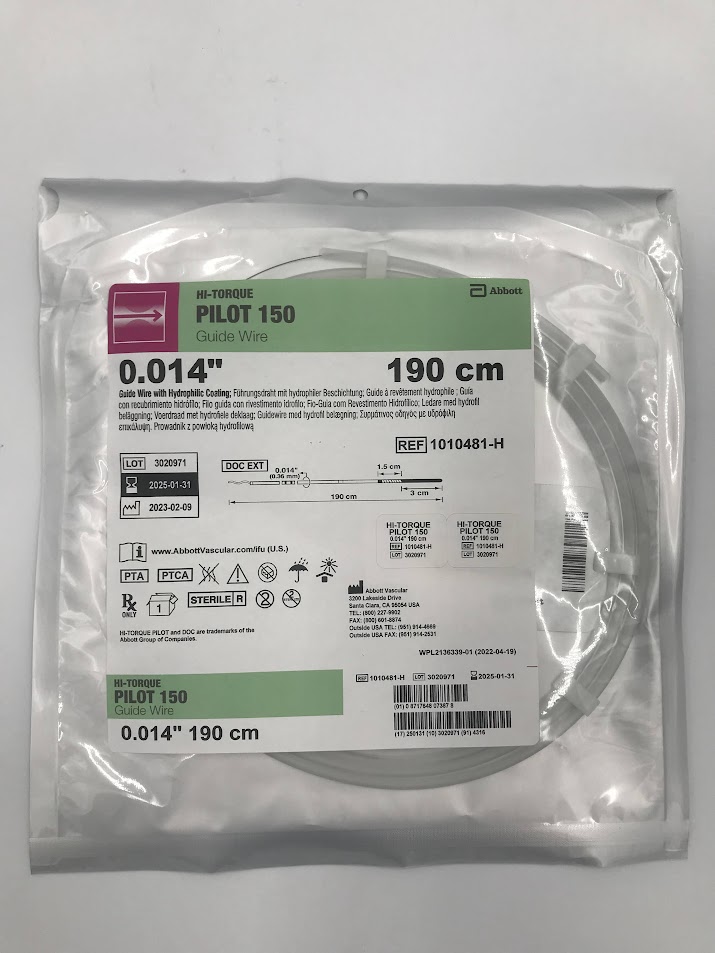 HI-TORQUE
PILOT 150
Guide Wire
Abbott
0.014"
190 cm
Guide Wire with Hydrophilic Coating; Führungsdraht mit hydrophiler Beschichtung; Guide à revêtement hydrophile; Guía
con recubrimiento hidrófilo; Filo guida con rivestimento idrofilo; Fio-Guia com Revestimento Hidrofílico; Ledare med hydrofil
beläggning; Voerdraad met hydrofiele deklaag; Guidewire med hydrofil belægning; Συρμάτινος οδηγός με υδρόφιλη
επικάλυψη. Prowadnik z powłoką hydrofilową
REF 1010481-H
LOT 3020971
2025-01-31
2023-02-09
DOC EXT
0.014"
(0.36 mm)
1.5 cm
3 cm
190 cm
HI-TORQUE
PILOT 150
0.014" 190 cm
REF 1010481-H
LOT 3020971
HI-TORQUE
PILOT 150
0.014" 190 cm
REF 1010481-H
LOT 3020971
www.AbbottVascular.com/ifu (U.S.)
PTA PTCA
Rx ONLY
1
STERILE R
2
HI-TORQUE PILOT and DOC are trademarks of the
Abbott Group of Companies.
Abbott Vascular
3200 Lakeside Drive
Santa Clara, CA 95054 USA
TEL: (800) 227-9902
FAX: (800) 601-8874
Outside USA TEL: (951) 914-4669
Outside USA FAX: (951) 914-2531
WPL2136339-01 (2022-04-19)
REF 1010481-H LOT 3020971 2025-01-31
HI-TORQUE
PILOT 150
Guide Wire
0.014" 190 cm
(01) 0 8717648 07387 8
(17) 250131 (10) 3020971 (91) 4316